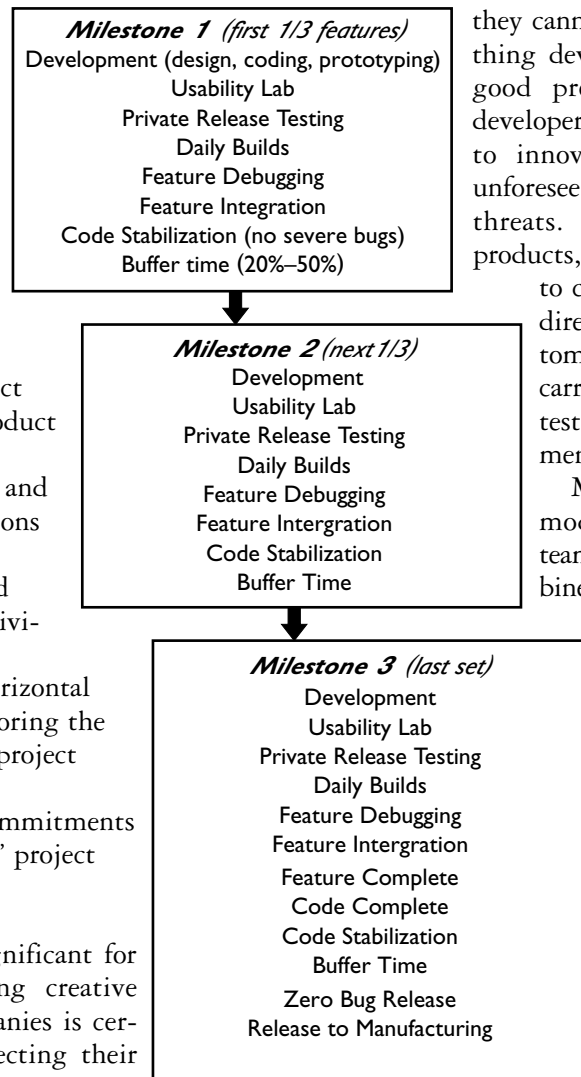 ct
oduct
and
ons
d
ivi-
rizontal
oring the
project
mmitments
” project
gnificant for
ng creative
anies is cer-
ecting their
Milestone 1 (first 1/3 features)
Development (design, coding, prototyping)
Usability Lab
Private Release Testing
Daily Builds
Feature Debugging
Feature Integration
Code Stabilization (no severe bugs)
Buffer time (20%–50%)
Milestone 2 (next 1/3)
Development
Usability Lab
Private Release Testing
Daily Builds
Feature Debugging
Feature Intergration
Code Stabilization
Buffer Time
Milestone 3 (last set)
Development
Usability Lab
Private Release Testing
Daily Builds
Feature Debugging
Feature Intergration
Feature Complete
Code Complete
Code Stabilization
Buffer Time
Zero Bug Release
Release to Manufacturing
they cann
thing dev
good pr
developer
to innov
unforesee
threats.
products,
to c
dire
tom
carr
test
mer
M
mod
tean
bine